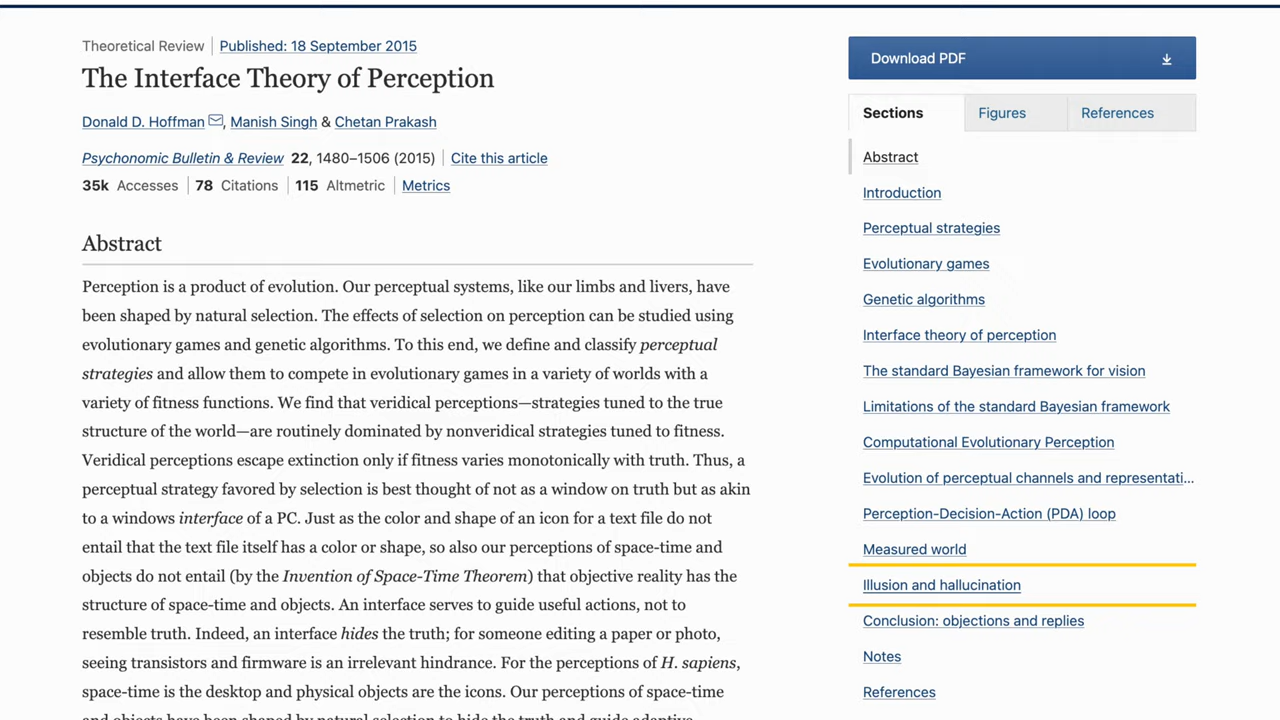 Theoretical Review | Published: 18 September 2015
The Interface Theory of Perception
Donald D. Hoffman, Manish Singh & Chetan Prakash
Psychonomic Bulletin & Review 22, 1480–1506 (2015) | Cite this article
35k Accesses | 78 Citations | 115 Altmetric | Metrics
Abstract
Perception is a product of evolution. Our perceptual systems, like our limbs and livers, have
been shaped by natural selection. The effects of selection on perception can be studied using
evolutionary games and genetic algorithms. To this end, we define and classify perceptual
strategies and allow them to compete in evolutionary games in a variety of worlds with a
variety of fitness functions. We find that veridical perceptions—strategies tuned to the true
structure of the world—are routinely dominated by nonveridical strategies tuned to fitness.
Veridical perceptions escape extinction only if fitness varies monotonically with truth. Thus, a
perceptual strategy favored by selection is best thought of not as a window on truth but as akin
to a windows interface of a PC. Just as the color and shape of an icon for a text file do not
entail that the text file itself has a color or shape, so also our perceptions of space-time and
objects do not entail (by the Invention of Space-Time Theorem) that objective reality has the
structure of space-time and objects. An interface serves to guide useful actions, not to
resemble truth. Indeed, an interface hides the truth; for someone editing a paper or photo,
seeing transistors and firmware is an irrelevant hindrance. For the perceptions of H. sapiens,
space-time is the desktop and physical objects are the icons. Our perceptions of space-time
and objects have been shaped by natural selection to hide the truth and guide adaptive
Download PDF
Sections
Figures
References
Abstract
Introduction
Perceptual strategies
Evolutionary games
Genetic algorithms
Interface theory of perception
The standard Bayesian framework for vision
Limitations of the standard Bayesian framework
Computational Evolutionary Perception
Evolution of perceptual channels and representati...
Perception-Decision-Action (PDA) loop
Measured world
Illusion and hallucination
Conclusion: objections and replies
Notes
References